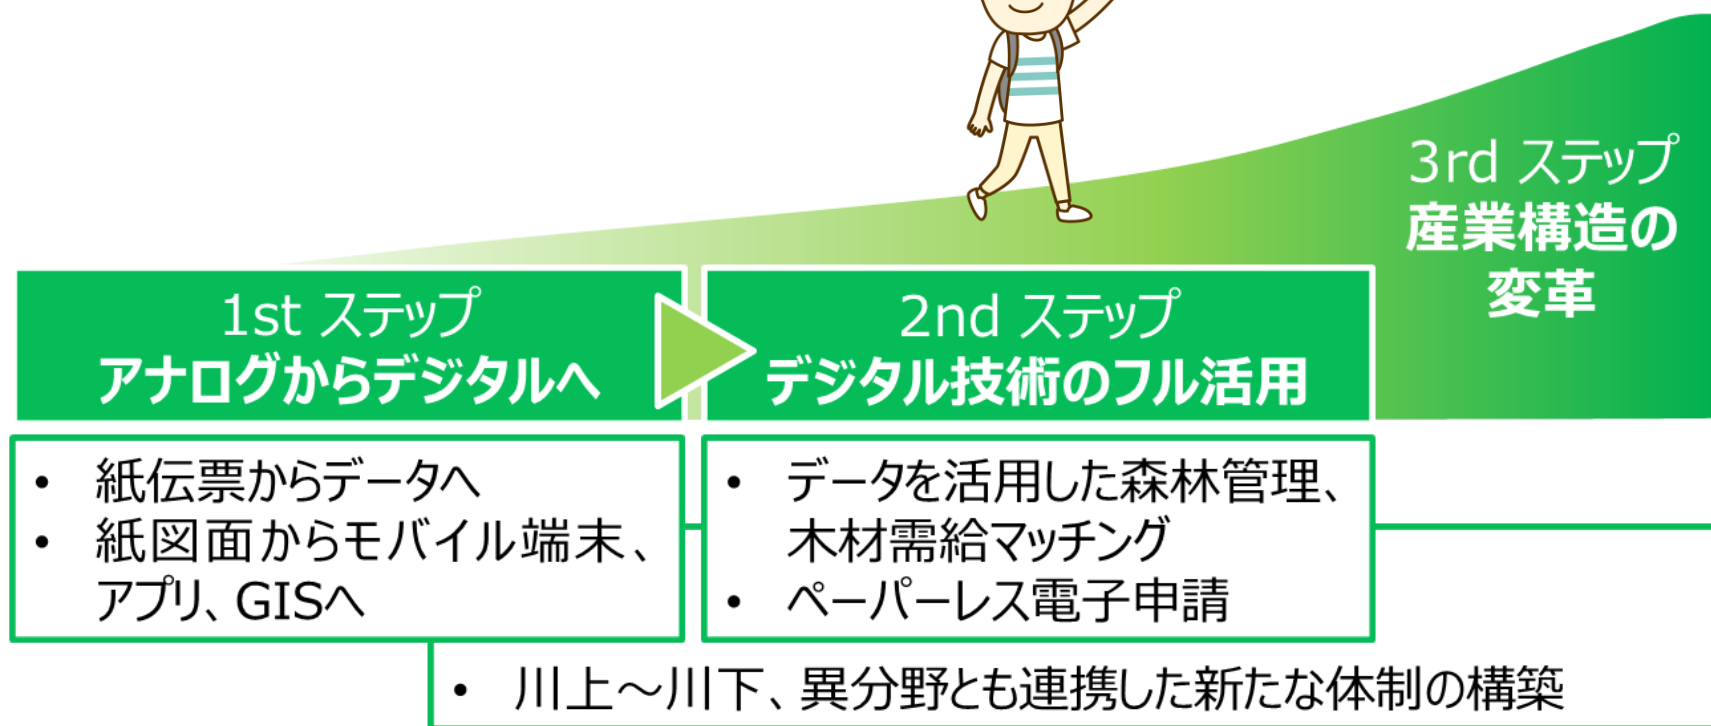 1st ステップ
アナログからデジタルへ
2nd ステップ
デジタル技術のフル活用
3rd ステップ
産業構造の
変革
• 紙伝票からデータへ
• 紙図面からモバイル端末、
アプリ、GISへ
• データを活用した森林管理、
木材需給マッチング
• ペーパーレス電子申請
• 川上～川下、異分野とも連携した新たな体制の構築